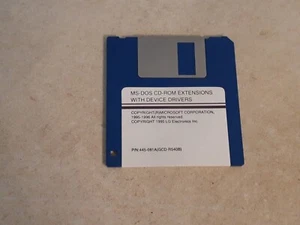 MS-DOS CD-ROM EXTENSIONS
WITH DEVICE DRIVERS
COPYRIGHT(R)MICROSOFT CORPORATION,
All rights reserved.
COPYRIGHT LG Electronics Inc.
P/N